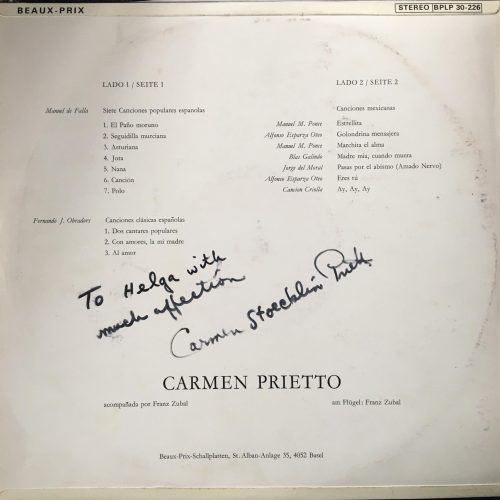 BEAUX-PRIX
STEREO BPLP 30-226
LADO 1 / SEITE 1
Manuel de Falla Siete Canciones populares espanolas
1. El Paño moruno
2. Seguidilla murciana
3. Asturiana
4. Jota
5. Nana
6. Canción
7. Polo
Fernando J. Obradors Canciones clásicas españolas
1. Dos cantares populares
2. Con amores, la mi madre
3. Al amor
LADO 2 / SEITE 2
Canciones mexicanas
Manuel M. Ponce Estrellita
Alfonso Esparza Oteo Golondrina mensajera
Manuel M. Ponce Marchita el alma
Blas Galindo Madre mia, cuando muera
Jorge del Moral Pasas por el abismo (Amado Nervo)
Alfonso Esparza Oteo Eres tú
Canción Criolla Ay, Ay, Ay
To Helga with
much affection
Carmen Stoecklin Priett
CARMEN PRIETTO
acompañada por Franz Zubal
am Flügel: Franz Zubal
Beaux-Prix-Schallplatten, St. Alban-Anlage 35, 4052 Basel